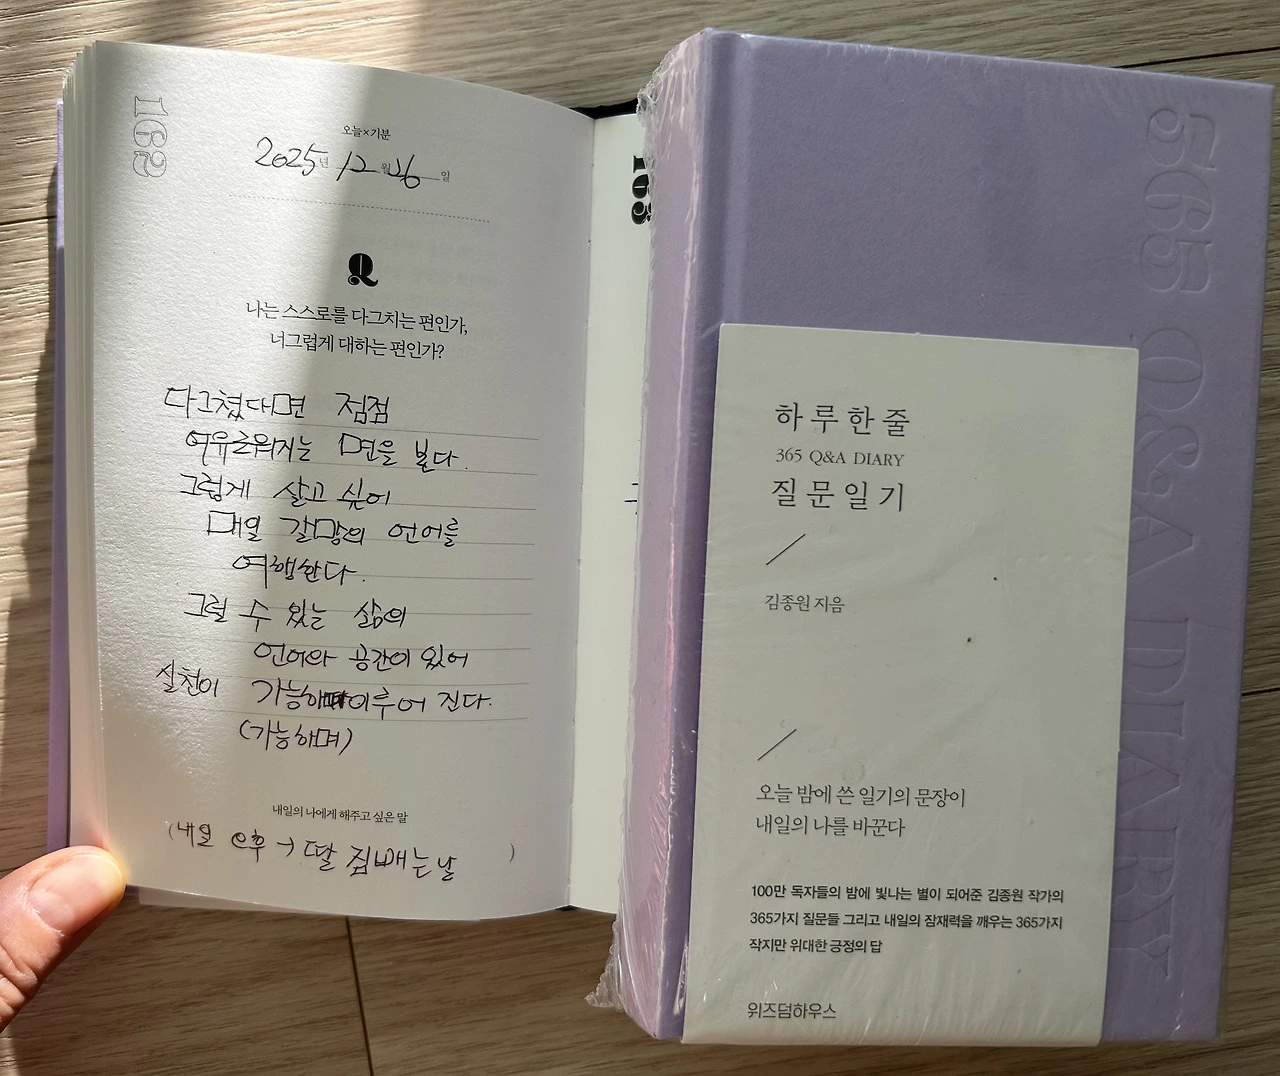 162
오늘×기분
2025년 12월 26일
Q
나는 스스로를 다그치는 편인가,
너그럽게 대하는 편인가?
다그쳤다면 점점
여유로워지는 면을 본다.
그렇게 살고 싶어
매일 갈망의 언어를
여행한다.
그럴 수 있는 삶의
언어와 공간이 있어
실천이 가능하며 이루어 진다.
(가능하며)
내일의 나에게 해주고 싶은 말
(내일 오후 → 딸 집 빼는 날 )
163
365 Q&A DIARY
하루 한 줄
365 Q&A DIARY
질문 일기
김종원 지음
오늘 밤에 쓴 일기의 문장이
내일의 나를 바꾼다
100만 독자들의 밤에 빛나는 별이 되어준 김종원 작가의
365가지 질문들 그리고 내일의 잠재력을 깨우는 365가지
작지만 위대한 긍정의 답
위즈덤하우스